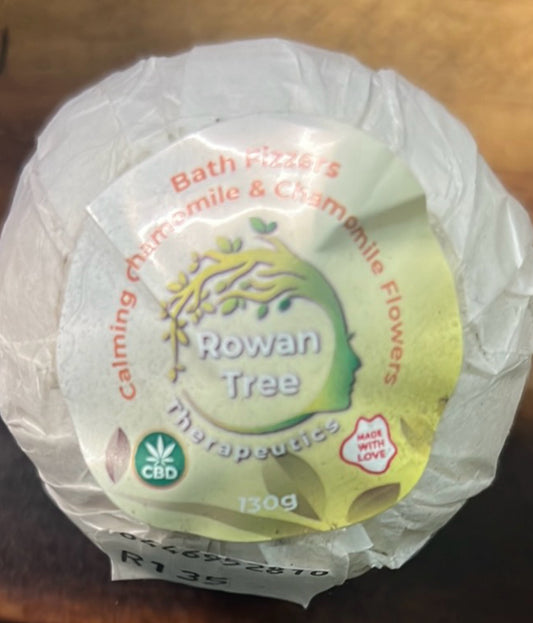 Bath Fizzers
Calming chamomile & Chamomile Flowers
Rowan
Tree
Therapeutics
CBD
MADE
WITH
LOVE
130g
R135